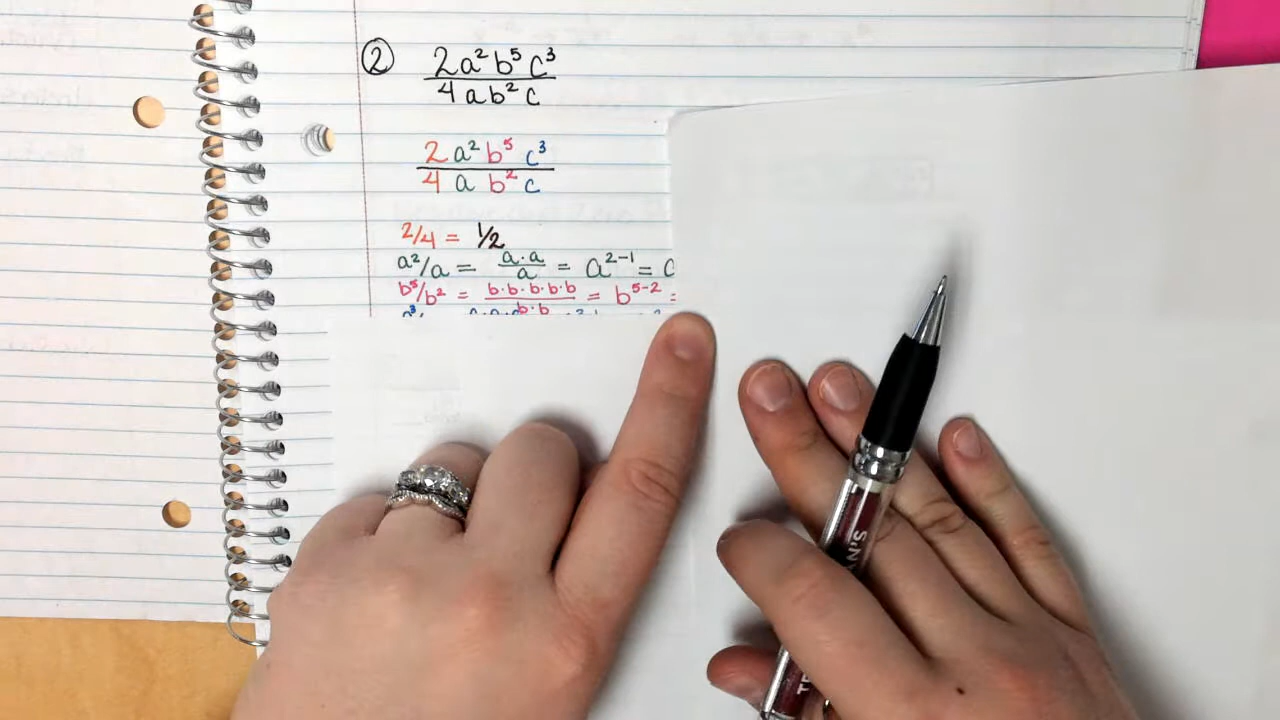 ② 2a²b⁵c³
4ab²c
2a²b⁵c³
4ab²c
2/4 = 1/2
a²/a = a·a/a = a²⁻¹ =
b⁵/b² = b·b·b·b·b/b·b = b⁵⁻² =